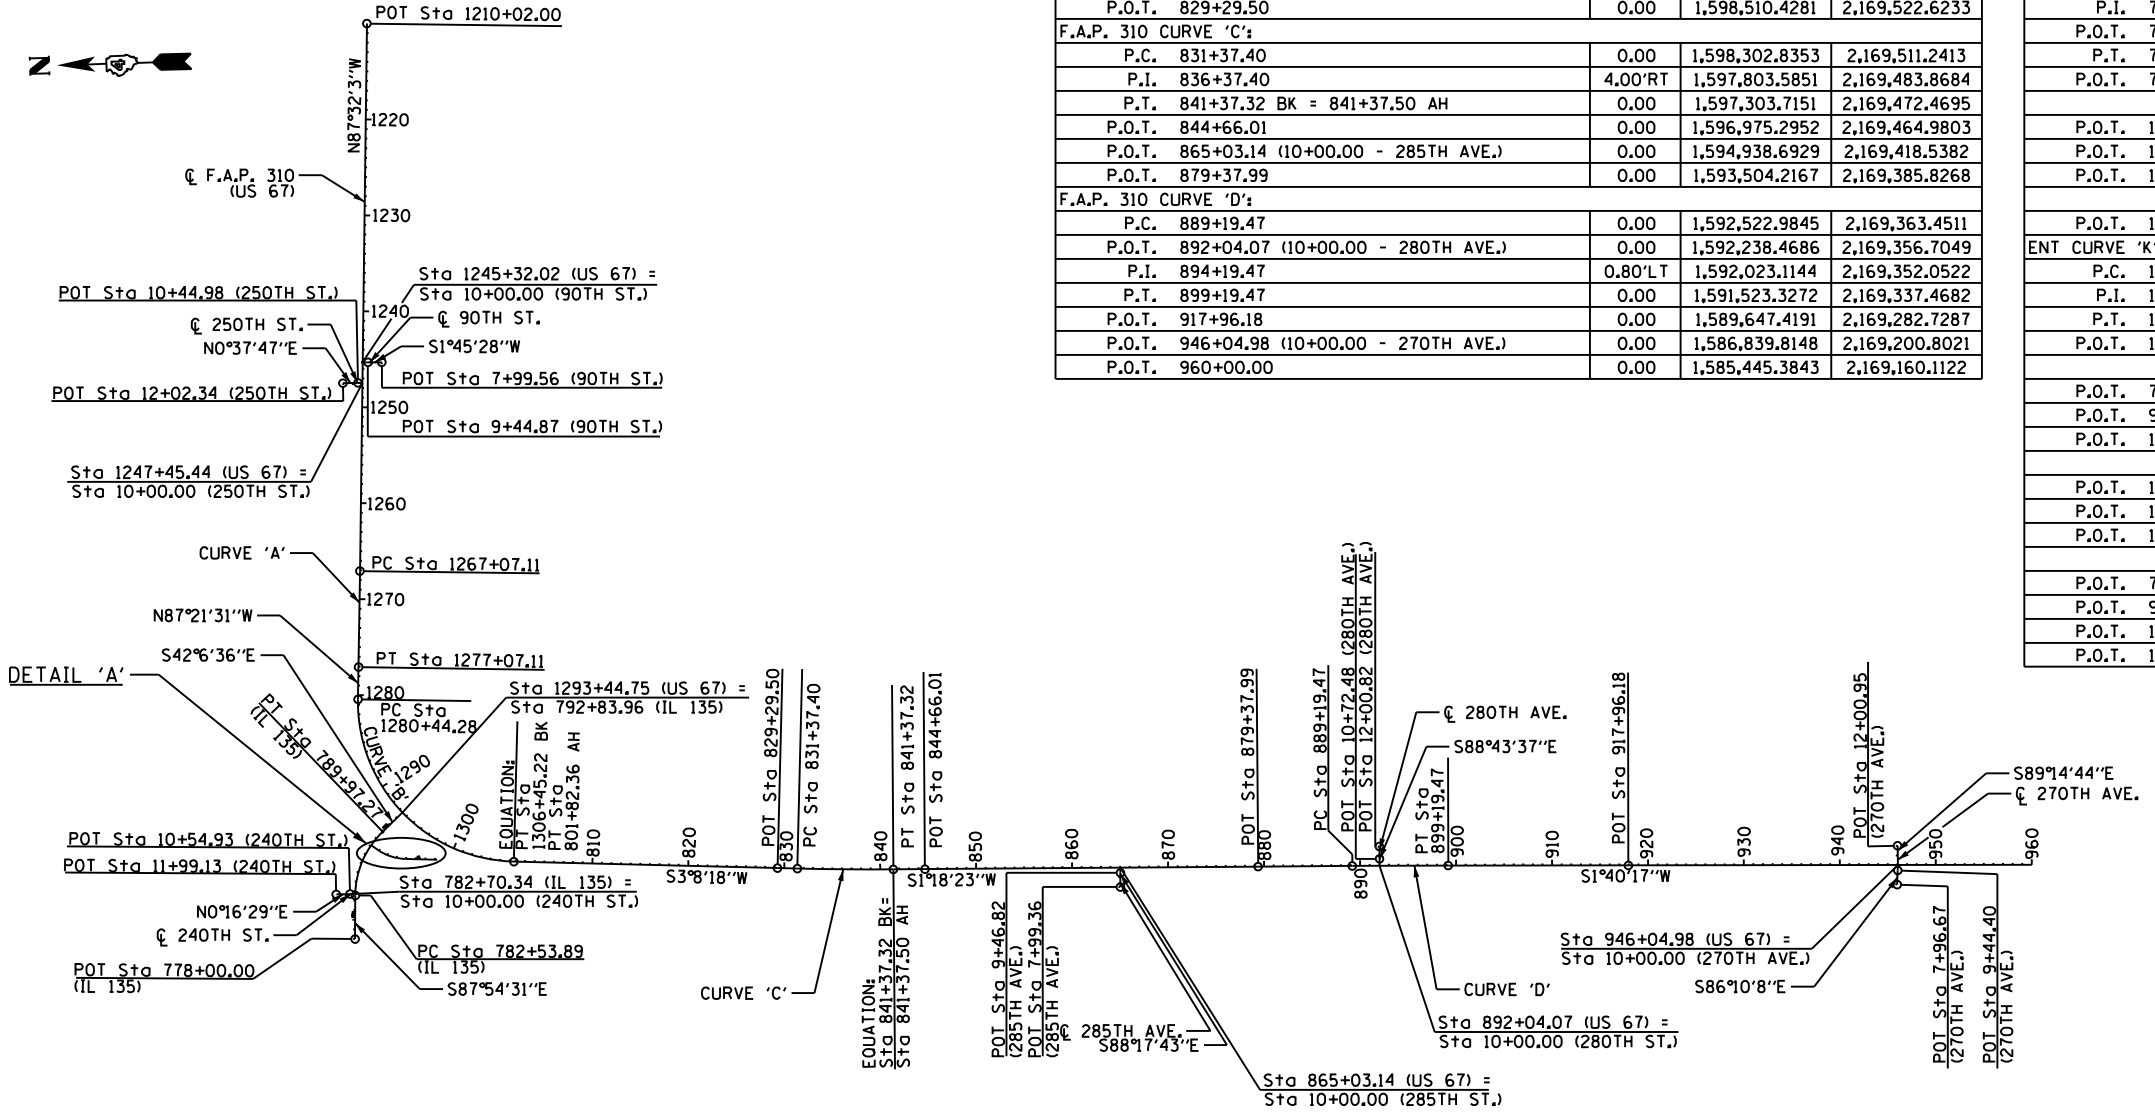 POT Sta 1210+02.00
N
N87°32'3"W
1220
℄ F.A.P. 310
(US 67)
1230
Sta 1245+32.02 (US 67) =
Sta 10+00.00 (90TH ST.)
POT Sta 10+44.98 (250TH ST.)
1240
℄ 250TH ST.
℄ 90TH ST.
N0°37'47"E
S1°45'28"W
POT Sta 7+99.56 (90TH ST.)
POT Sta 12+02.34 (250TH ST.)
1250
POT Sta 9+44.87 (90TH ST.)
Sta 1247+45.44 (US 67) =
Sta 10+00.00 (250TH ST.)
1260
CURVE 'A'
PC Sta 1267+07.11
1270
N87°21'31"W
S42°6'36"E
PT Sta 1277+07.11
DETAIL 'A'
1280
PC Sta
1280+44.28
PT Sta 789+97.27
(IL 135)
CURVE 'B'
1290
1300
Sta 1293+44.75 (US 67) =
Sta 792+83.96 (IL 135)
EQUATION:
PT Sta
1306+45.22 BK
PT Sta
801+82.36 AH
POT Sta 10+54.93 (240TH ST.)
POT Sta 11+99.13 (240TH ST.)
Sta 782+70.34 (IL 135) =
Sta 10+00.00 (240TH ST.)
N0°16'29"E
℄ 240TH ST.
PC Sta 782+53.89
(IL 135)
POT Sta 778+00.00
(IL 135)
S87°54'31"E
810
820
830
840
850
860
870
880
890
900
910
920
930
940
950
960
S3°8'18"W
S1°18'23"W
S1°40'17"W
POT Sta 829+29.50
PC Sta 831+37.40
PT Sta 841+37.32
POT Sta 844+66.01
CURVE 'C'
EQUATION:
Sta 841+37.32 BK=
Sta 841+37.50 AH
POT Sta 9+46.82
(285TH AVE.)
POT Sta 7+99.36
(285TH AVE.)
℄ 285TH AVE.
S88°17'43"E
Sta 865+03.14 (US 67) =
Sta 10+00.00 (285TH ST.)
POT Sta 879+37.99
PC Sta 889+19.47
POT Sta 10+72.48 (280TH AVE.)
POT Sta 12+00.82 (280TH AVE.)
℄ 280TH AVE.
S88°43'37"E
PT Sta
899+19.47
CURVE 'D'
Sta 892+04.07 (US 67) =
Sta 10+00.00 (280TH ST.)
POT Sta 917+96.18
POT Sta 12+00.95
(270TH AVE.)
S89°14'44"E
℄ 270TH AVE.
Sta 946+04.98 (US 67) =
Sta 10+00.00 (270TH AVE.)
S86°10'8"E
POT Sta 7+96.67
(270TH AVE.)
POT Sta 9+44.40
(270TH AVE.)
P.O.T. 829+29.50 0.00 1,598,510.4281 2,169,522.6233
F.A.P. 310 CURVE 'C':
P.C. 831+37.40 0.00 1,598,302.8353 2,169,511.2413
P.I. 836+37.40 4.00'RT 1,597,803.5851 2,169,483.8684
P.T. 841+37.32 BK = 841+37.50 AH 0.00 1,597,303.7151 2,169,472.4695
P.O.T. 844+66.01 0.00 1,596,975.2952 2,169,464.9803
P.O.T. 865+03.14 (10+00.00 - 285TH AVE.) 0.00 1,594,938.6929 2,169,418.5382
P.O.T. 879+37.99 0.00 1,593,504.2167 2,169,385.8268
F.A.P. 310 CURVE 'D':
P.C. 889+19.47 0.00 1,592,522.9845 2,169,363.4511
P.O.T. 892+04.07 (10+00.00 - 280TH AVE.) 0.00 1,592,238.4686 2,169,356.7049
P.I. 894+19.47 0.80'LT 1,592,023.1144 2,169,352.0522
P.T. 899+19.47 0.00 1,591,523.3272 2,169,337.4682
P.O.T. 917+96.18 0.00 1,589,647.4191 2,169,282.7287
P.O.T. 946+04.98 (10+00.00 - 270TH AVE.) 0.00 1,586,839.8148 2,169,200.8021
P.O.T. 960+00.00 0.00 1,585,445.3843 2,169,160.1122
P.I. 7
P.O.T. 7
P.T. 7
P.O.T. 7
P.O.T. 1
P.O.T. 1
P.O.T. 1
P.O.T. 1
ENT CURVE 'K'
P.C. 1
P.I. 1
P.T. 1
P.O.T. 1
P.O.T. 7
P.O.T. 9
P.O.T. 1
P.O.T. 1
P.O.T. 1
P.O.T. 1
P.O.T. 7
P.O.T. 9
P.O.T. 1
P.O.T. 1